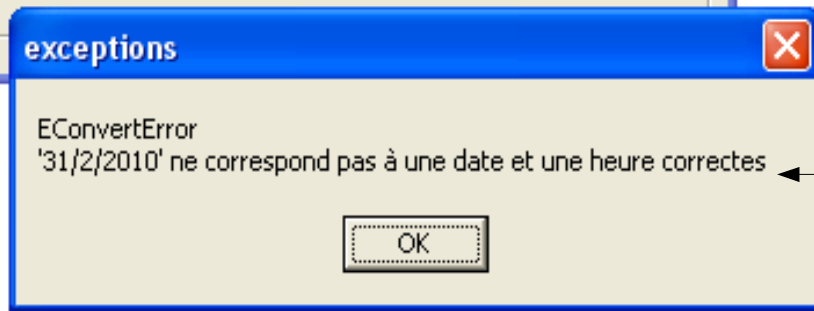 exceptions
EConvertError
'31/2/2010' ne correspond pas à une date et une heure correctes
OK